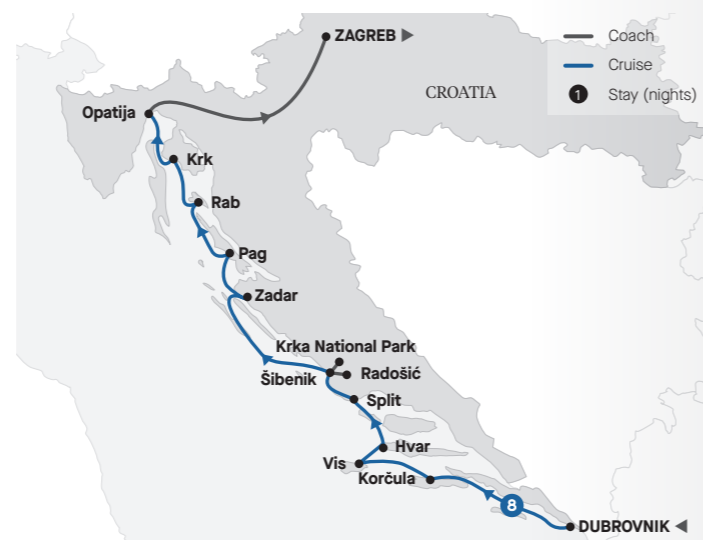 ZAGREB
Coach
Cruise
1 Stay (nights)
CROATIA
Opatija
Krk
Rab
Pag
Zadar
Krka National Park
Šibenik
Radošić
Split
Hvar
Vis
Korčula
8
DUBROVNIK